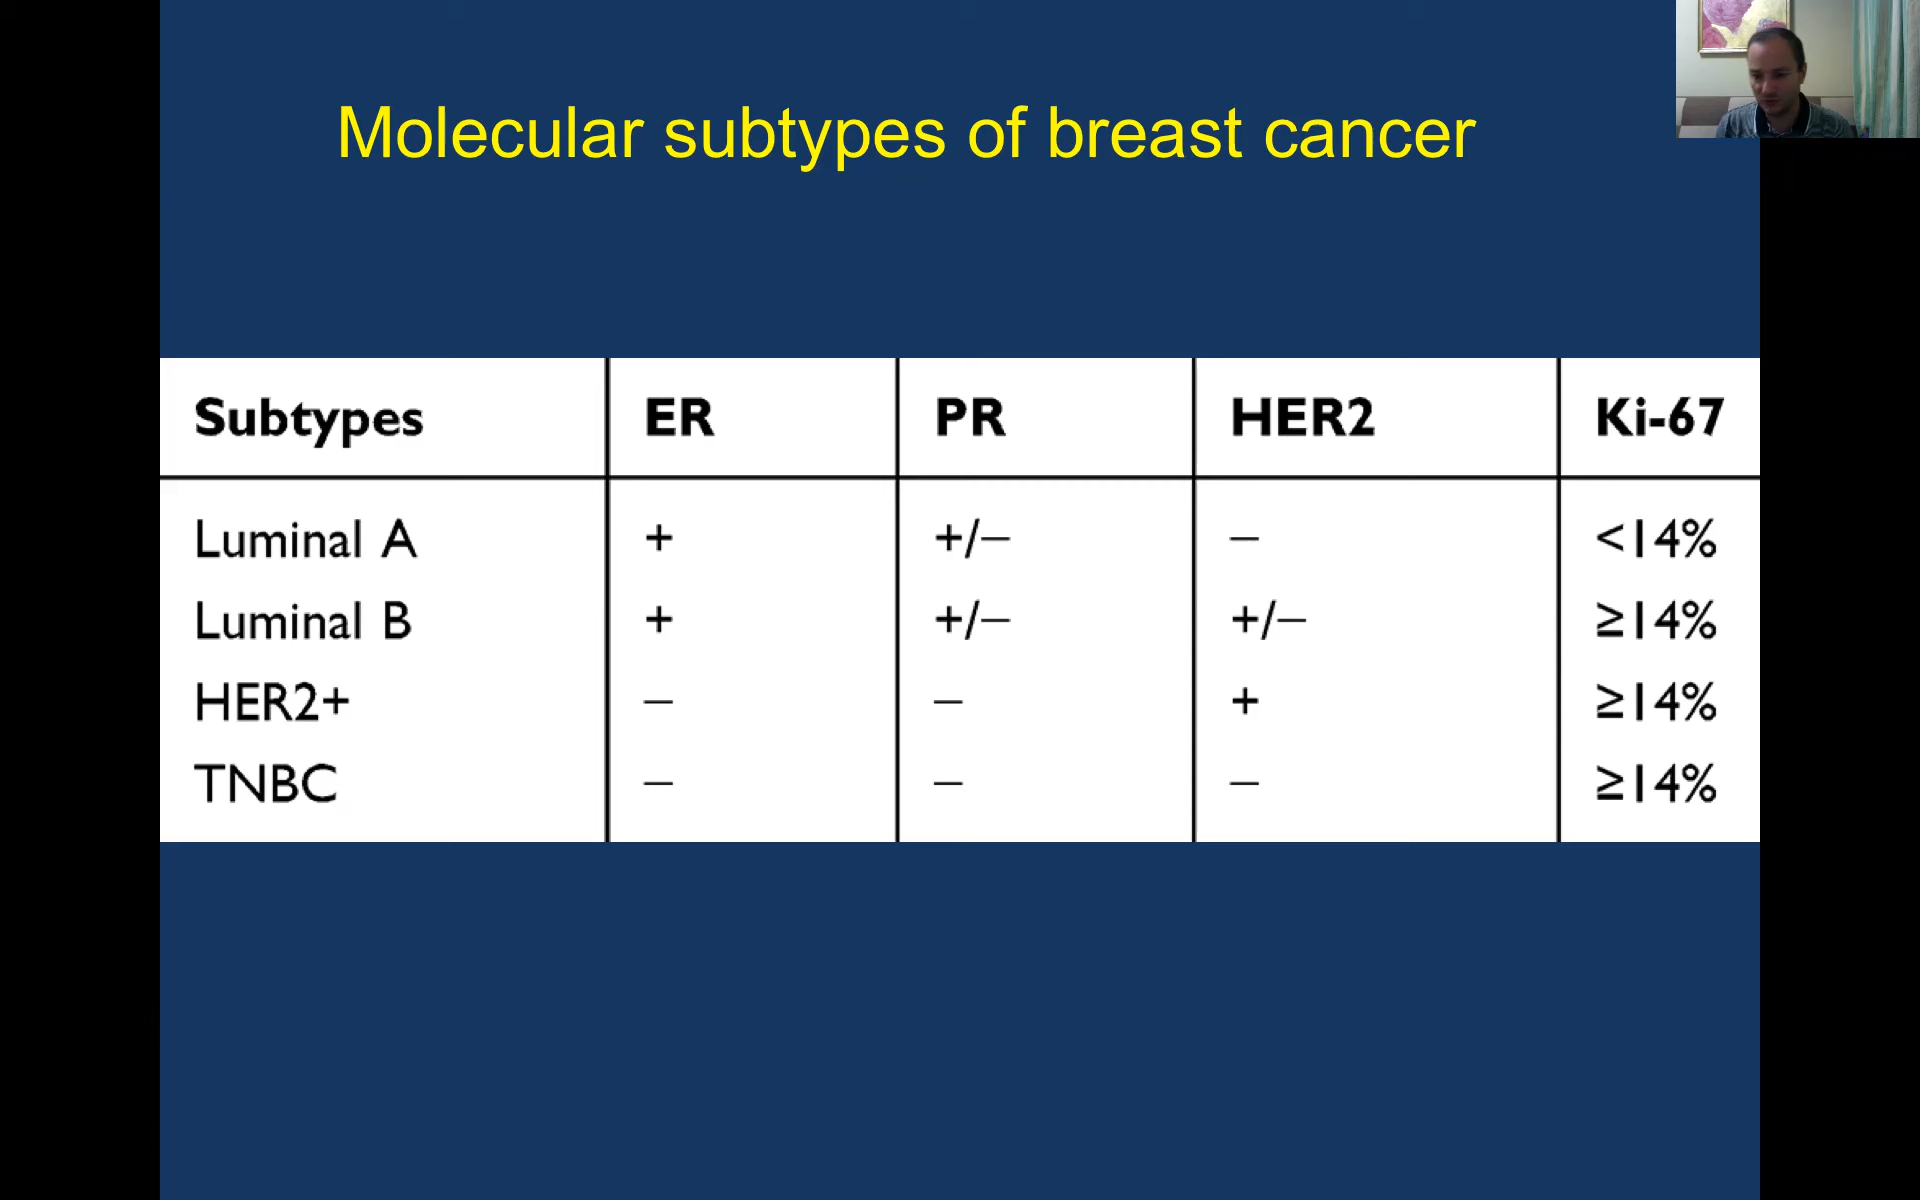 Molecular subtypes of breast cancer
Subtypes ER PR HER2 Ki-67
Luminal A + +/– – <14%
Luminal B + +/– +/– ≥14%
HER2+ – – + ≥14%
TNBC – – – ≥14%